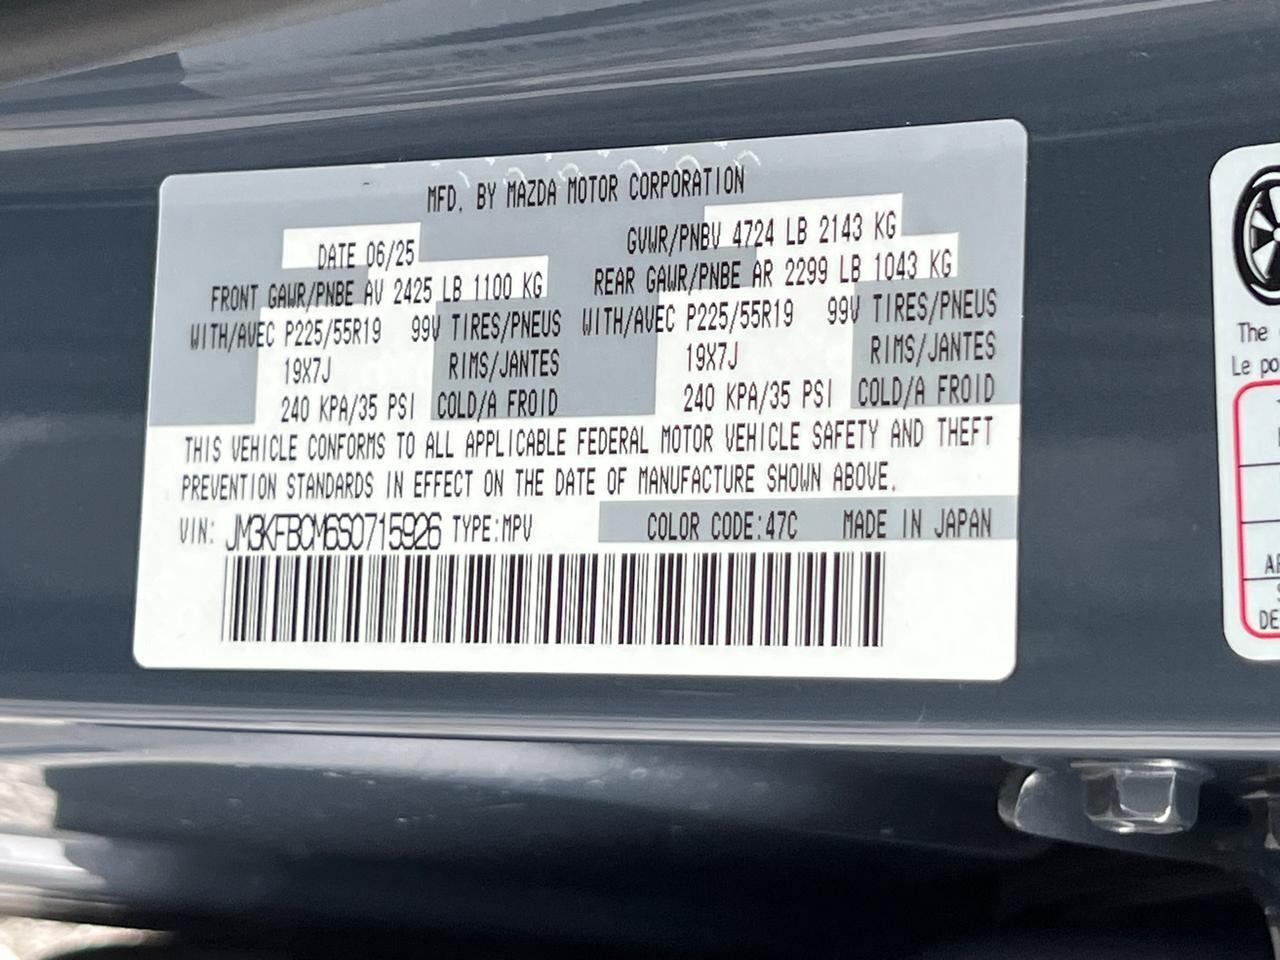 MFD. BY MAZDA MOTOR CORPORATION
DATE 06/25 GVWR/PNBV 4724 LB 2143 KG
FRONT GAWR/PNBE AV 2425 LB 1100 KG REAR GAWR/PNBE AR 2299 LB 1043 KG
WITH/AVEC P225/55R19 99V TIRES/PNEUS WITH/AVEC P225/55R19 99V TIRES/PNEUS
19X7J RIMS/JANTES 19X7J RIMS/JANTES
240 KPA/35 PSI COLD/A FROID 240 KPA/35 PSI COLD/A FROID
THIS VEHICLE CONFORMS TO ALL APPLICABLE FEDERAL MOTOR VEHICLE SAFETY AND THEFT
PREVENTION STANDARDS IN EFFECT ON THE DATE OF MANUFACTURE SHOWN ABOVE.
VIN: JM3KFBCM6S0715926 TYPE:MPV COLOR CODE:47C MADE IN JAPAN
The
Le